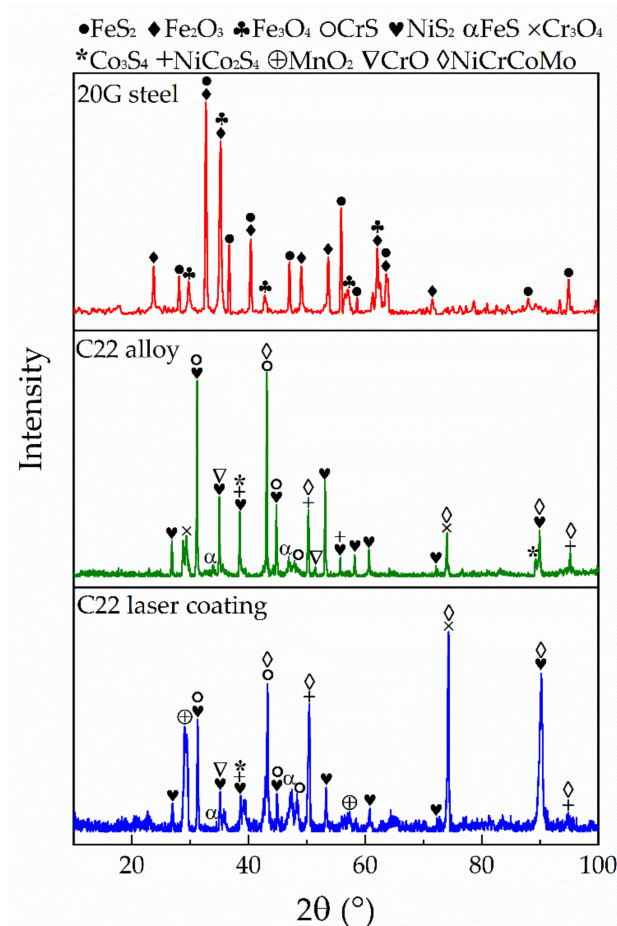 ●FeS₂ ♦Fe₂O₃ ♣Fe₃O₄ ○CrS ♥NiS₂ αFeS ×Cr₃O₄
*Co₃S₄ +NiCo₂S₄ ⊕MnO₂ ∇CrO ◊NiCrCoMo
20G steel
C22 alloy
C22 laser coating
Intensity
20 40 60 80 100
2θ (°)